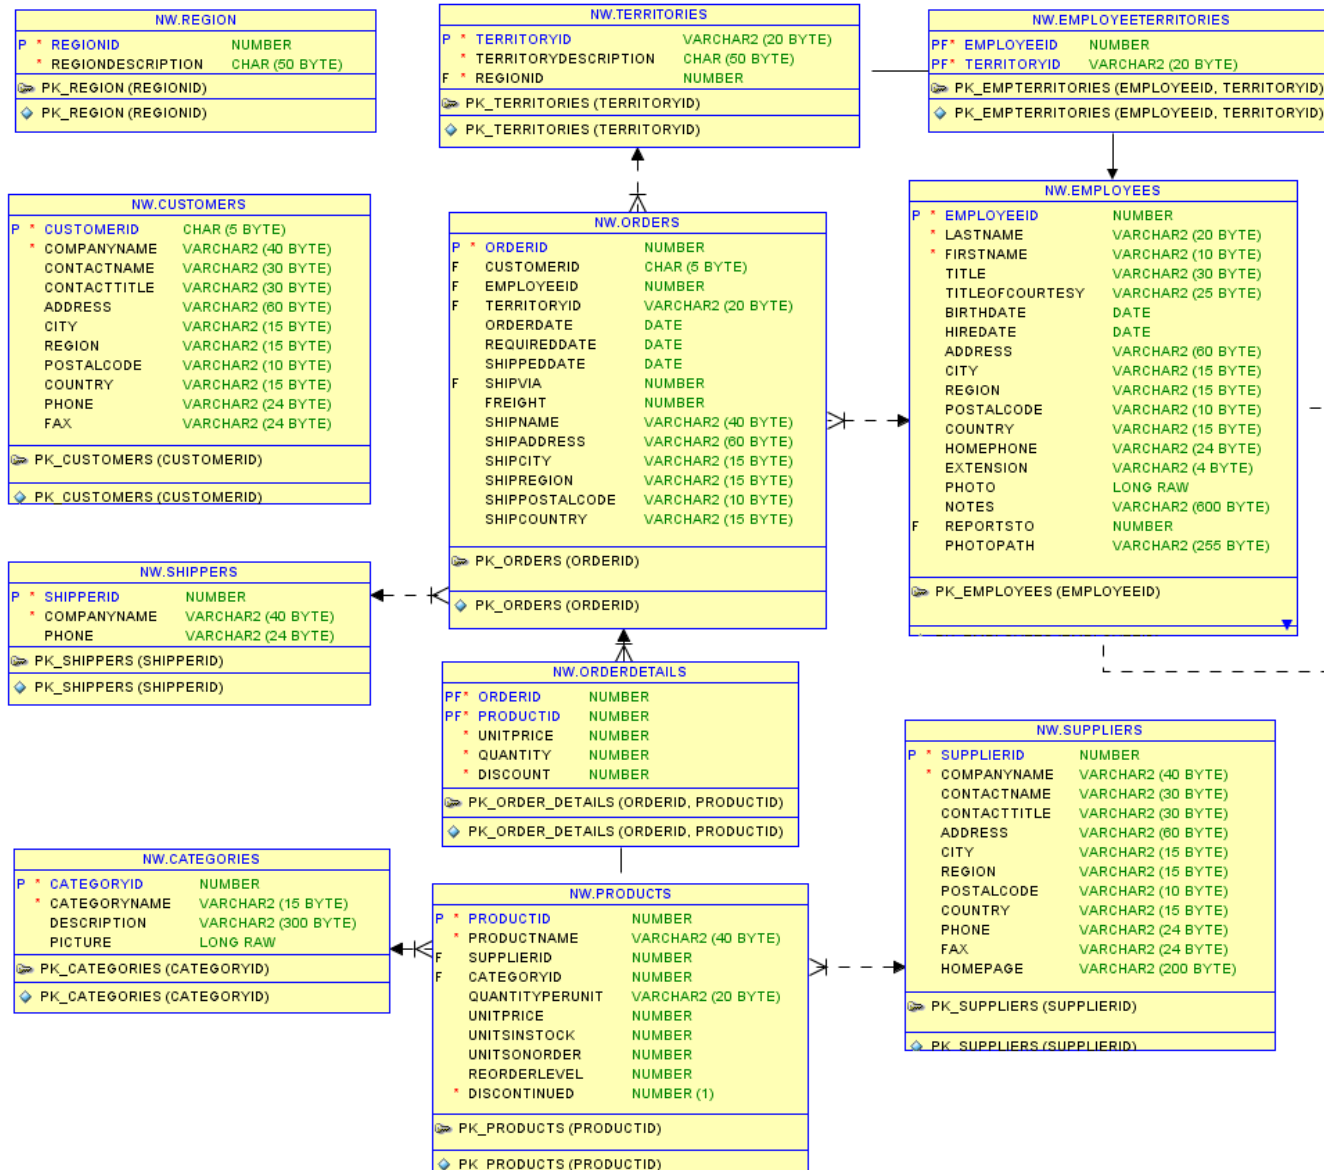 NW.REGION
P * REGIONID NUMBER
* REGIONDESCRIPTION CHAR (50 BYTE)
PK_REGION (REGIONID)
PK_REGION (REGIONID)
NW.TERRITORIES
P * TERRITORYID VARCHAR2 (20 BYTE)
* TERRITORYDESCRIPTION CHAR (50 BYTE)
F * REGIONID NUMBER
PK_TERRITORIES (TERRITORYID)
PK_TERRITORIES (TERRITORYID)
NW.EMPLOYEETERRITORIES
PF* EMPLOYEEID NUMBER
PF* TERRITORYID VARCHAR2 (20 BYTE)
PK_EMPTERRITORIES (EMPLOYEEID, TERRITORYID)
PK_EMPTERRITORIES (EMPLOYEEID, TERRITORYID)
NW.CUSTOMERS
P * CUSTOMERID CHAR (5 BYTE)
* COMPANYNAME VARCHAR2 (40 BYTE)
CONTACTNAME VARCHAR2 (30 BYTE)
CONTACTTITLE VARCHAR2 (30 BYTE)
ADDRESS VARCHAR2 (60 BYTE)
CITY VARCHAR2 (15 BYTE)
REGION VARCHAR2 (15 BYTE)
POSTALCODE VARCHAR2 (10 BYTE)
COUNTRY VARCHAR2 (15 BYTE)
PHONE VARCHAR2 (24 BYTE)
FAX VARCHAR2 (24 BYTE)
PK_CUSTOMERS (CUSTOMERID)
PK_CUSTOMERS (CUSTOMERID)
NW.ORDERS
P * ORDERID NUMBER
F CUSTOMERID CHAR (5 BYTE)
F EMPLOYEEID NUMBER
F TERRITORYID VARCHAR2 (20 BYTE)
ORDERDATE DATE
REQUIREDDATE DATE
SHIPPEDDATE DATE
F SHIPVIA NUMBER
FREIGHT NUMBER
SHIPNAME VARCHAR2 (40 BYTE)
SHIPADDRESS VARCHAR2 (60 BYTE)
SHIPCITY VARCHAR2 (15 BYTE)
SHIPREGION VARCHAR2 (15 BYTE)
SHIPPOSTALCODE VARCHAR2 (10 BYTE)
SHIPCOUNTRY VARCHAR2 (15 BYTE)
PK_ORDERS (ORDERID)
PK_ORDERS (ORDERID)
NW.EMPLOYEES
P * EMPLOYEEID NUMBER
* LASTNAME VARCHAR2 (20 BYTE)
* FIRSTNAME VARCHAR2 (10 BYTE)
TITLE VARCHAR2 (30 BYTE)
TITLEOFCOURTESY VARCHAR2 (25 BYTE)
BIRTHDATE DATE
HIREDATE DATE
ADDRESS VARCHAR2 (60 BYTE)
CITY VARCHAR2 (15 BYTE)
REGION VARCHAR2 (15 BYTE)
POSTALCODE VARCHAR2 (10 BYTE)
COUNTRY VARCHAR2 (15 BYTE)
HOMEPHONE VARCHAR2 (24 BYTE)
EXTENSION VARCHAR2 (4 BYTE)
PHOTO LONG RAW
NOTES VARCHAR2 (600 BYTE)
F REPORTSTO NUMBER
PHOTOPATH VARCHAR2 (255 BYTE)
PK_EMPLOYEES (EMPLOYEEID)
NW.SHIPPERS
P * SHIPPERID NUMBER
* COMPANYNAME VARCHAR2 (40 BYTE)
PHONE VARCHAR2 (24 BYTE)
PK_SHIPPERS (SHIPPERID)
PK_SHIPPERS (SHIPPERID)
NW.ORDERDETAILS
PF* ORDERID NUMBER
PF* PRODUCTID NUMBER
* UNITPRICE NUMBER
* QUANTITY NUMBER
* DISCOUNT NUMBER
PK_ORDER_DETAILS (ORDERID, PRODUCTID)
PK_ORDER_DETAILS (ORDERID, PRODUCTID)
NW.SUPPLIERS
P * SUPPLIERID NUMBER
* COMPANYNAME VARCHAR2 (40 BYTE)
CONTACTNAME VARCHAR2 (30 BYTE)
CONTACTTITLE VARCHAR2 (30 BYTE)
ADDRESS VARCHAR2 (60 BYTE)
CITY VARCHAR2 (15 BYTE)
REGION VARCHAR2 (15 BYTE)
POSTALCODE VARCHAR2 (10 BYTE)
COUNTRY VARCHAR2 (15 BYTE)
PHONE VARCHAR2 (24 BYTE)
FAX VARCHAR2 (24 BYTE)
HOMEPAGE VARCHAR2 (200 BYTE)
PK_SUPPLIERS (SUPPLIERID)
PK_SUPPLIERS (SUPPLIERID)
NW.CATEGORIES
P * CATEGORYID NUMBER
* CATEGORYNAME VARCHAR2 (15 BYTE)
DESCRIPTION VARCHAR2 (300 BYTE)
PICTURE LONG RAW
PK_CATEGORIES (CATEGORYID)
PK_CATEGORIES (CATEGORYID)
NW.PRODUCTS
P * PRODUCTID NUMBER
* PRODUCTNAME VARCHAR2 (40 BYTE)
F SUPPLIERID NUMBER
F CATEGORYID NUMBER
QUANTITYPERUNIT VARCHAR2 (20 BYTE)
UNITPRICE NUMBER
UNITSINSTOCK NUMBER
UNITSONORDER NUMBER
REORDERLEVEL NUMBER
* DISCONTINUED NUMBER (1)
PK_PRODUCTS (PRODUCTID)
PK_PRODUCTS (PRODUCTID)